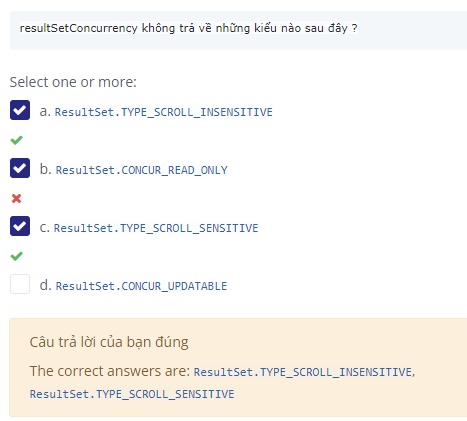 resultSetConcurrency không trả về những kiểu nào sau đây ?
Select one or more:
a. ResultSet.TYPE_SCROLL_INSENSITIVE
b. ResultSet.CONCUR_READ_ONLY
c. ResultSet.TYPE_SCROLL_SENSITIVE
d. ResultSet.CONCUR_UPDATABLE
Câu trả lời của bạn đúng
The correct answers are: ResultSet.TYPE_SCROLL_INSENSITIVE,
ResultSet.TYPE_SCROLL_SENSITIVE